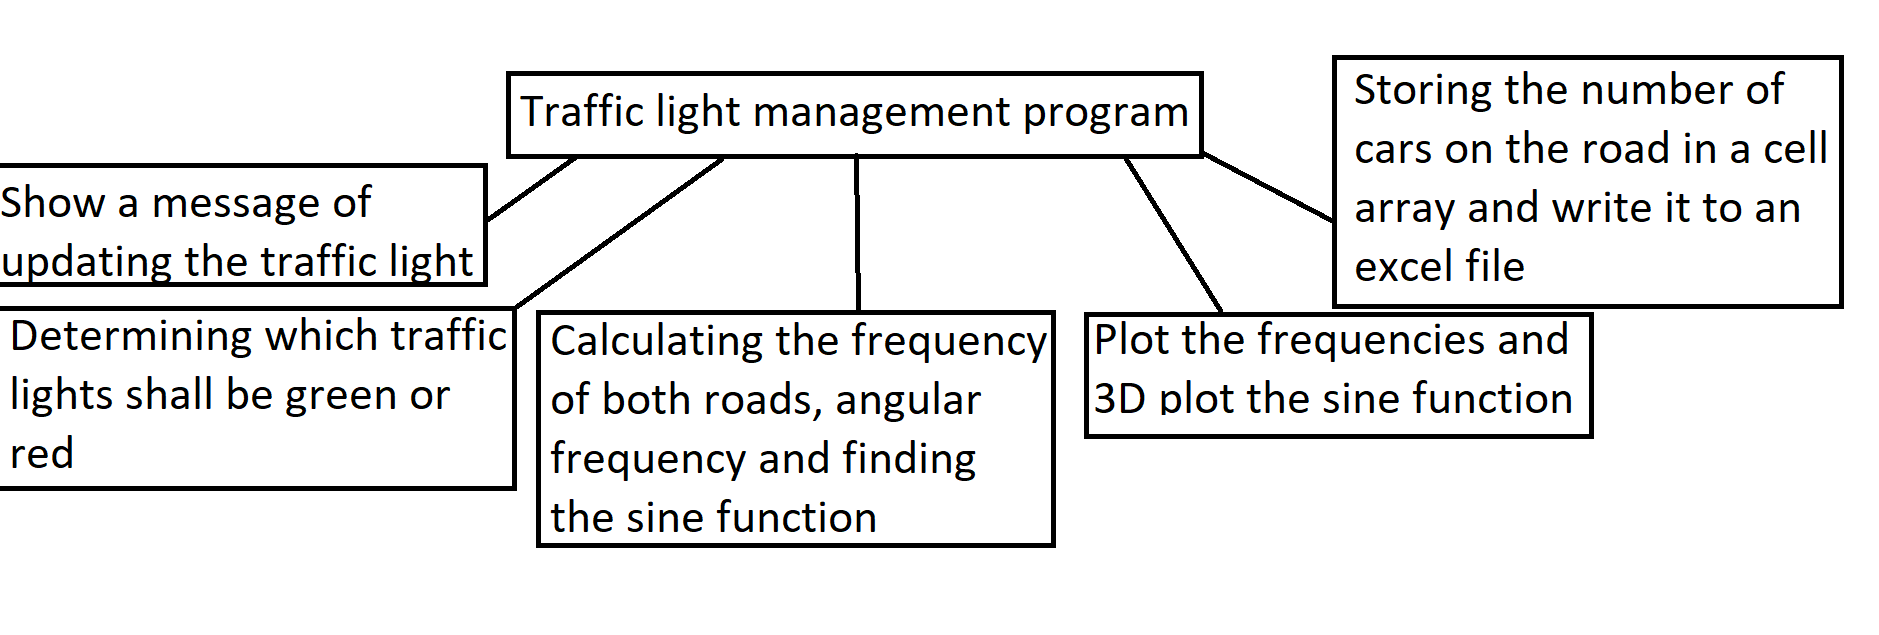 Traffic light management program
Show a message of
updating the traffic light
Determining which traffic
lights shall be green or
red
Calculating the frequency
of both roads, angular
frequency and finding
the sine function
Plot the frequencies and
3D plot the sine function
Storing the number of
cars on the road in a cell
array and write it to an
excel file